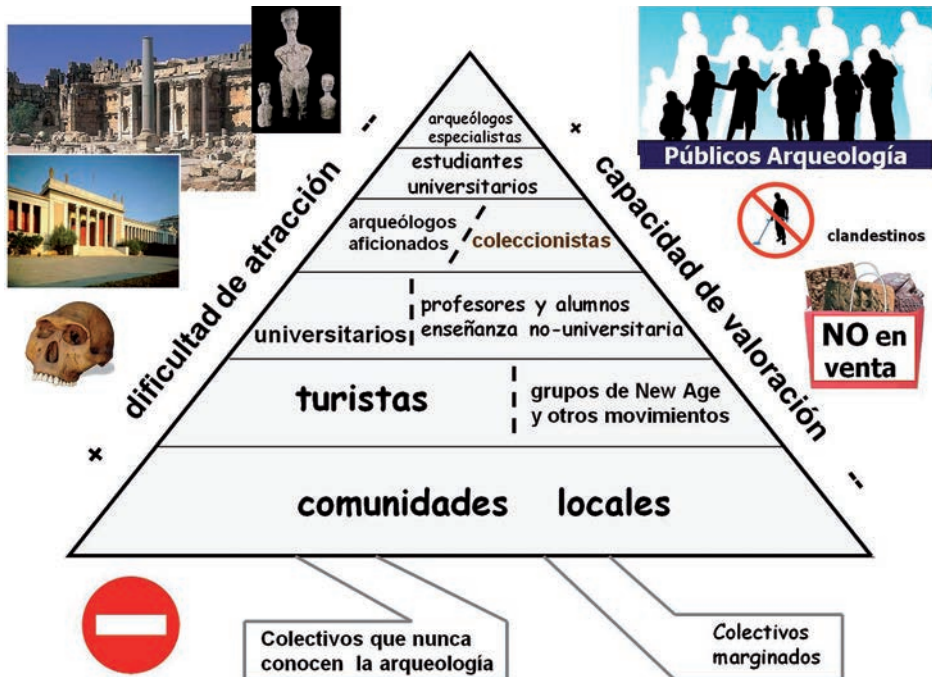 Públicos Arqueología
clandestinos
NO en
venta
dificultad de atracción
--
+
capacidad de valoración
+
--
arqueólogos
especialistas
estudiantes
universitarios
arqueólogos
aficionados
coleccionistas
universitarios
profesores y alumnos
enseñanza no-universitaria
turistas
grupos de New Age
y otros movimientos
comunidades locales
Colectivos que nunca
conocen la arqueología
Colectivos
marginados